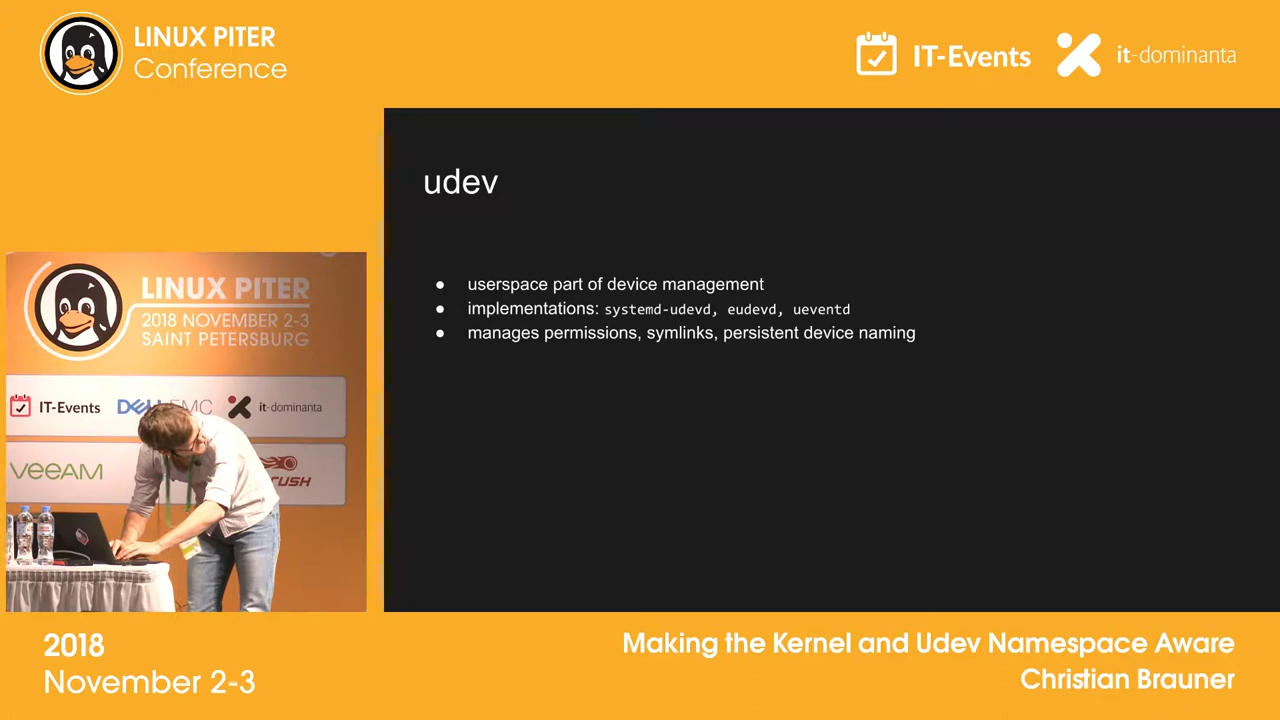 LINUX PITER
Conference
IT-Events
it-dominanta
udev
● userspace part of device management
● implementations: systemd-udevd, eudevd, ueventd
● manages permissions, symlinks, persistent device naming
LINUX PITER
2018 NOVEMBER 2-3
SAINT PETERSBURG
IT-Events
EMC
it-dominanta
VEEAM
2018
November 2-3
Making the Kernel and Udev Namespace Aware
Christian Brauner